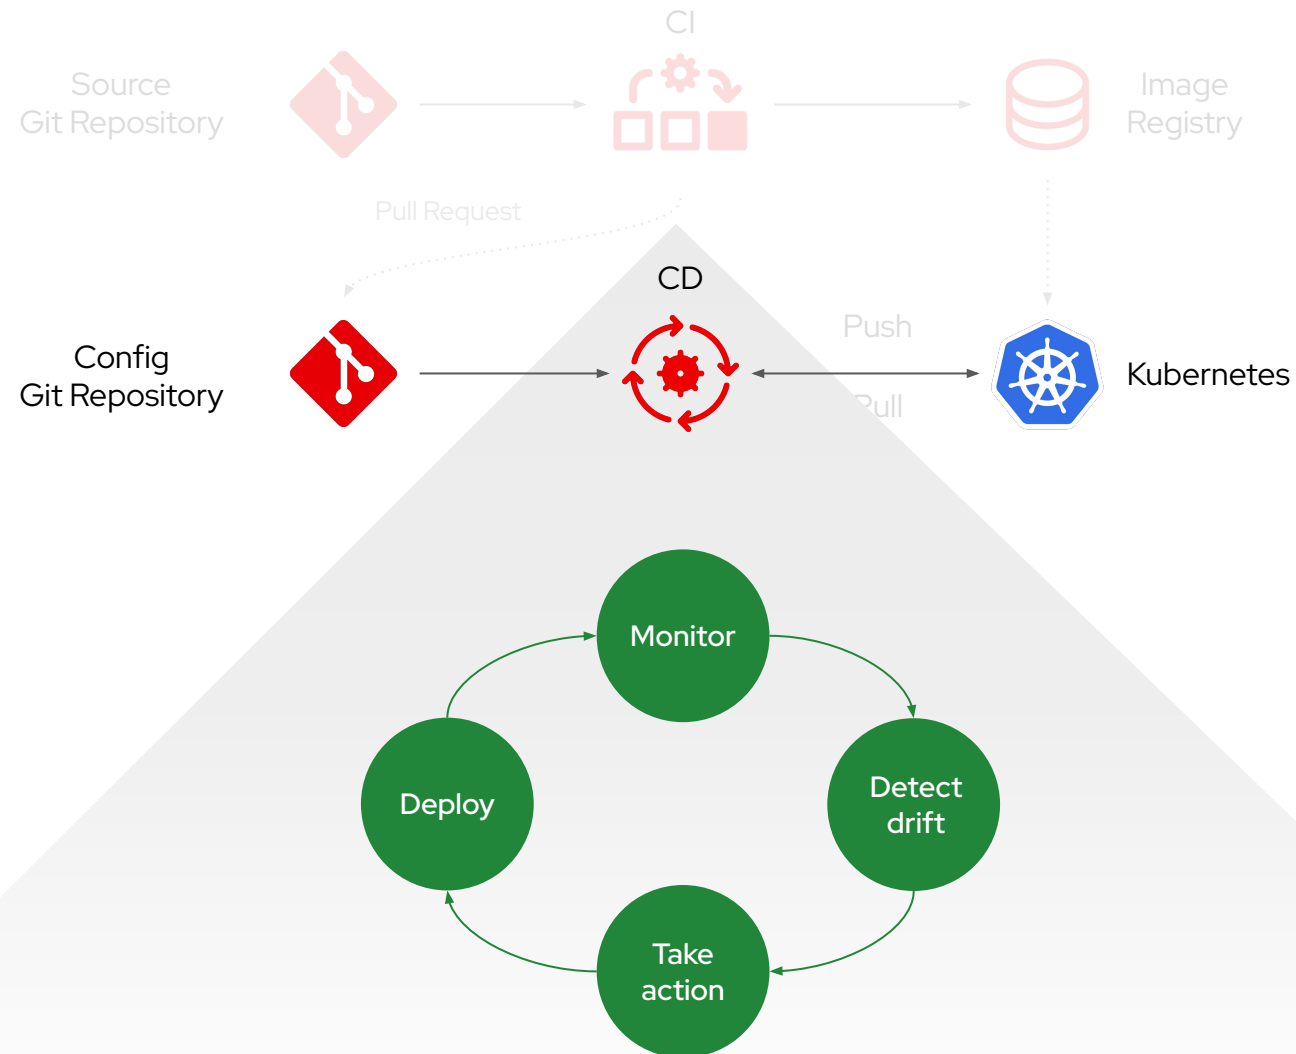 CI
Source
Git Repository
Image
Registry
Pull Request
CD
Push
Config
Git Repository
Kubernetes
Pull
Monitor
Deploy
Detect
drift
Take
action